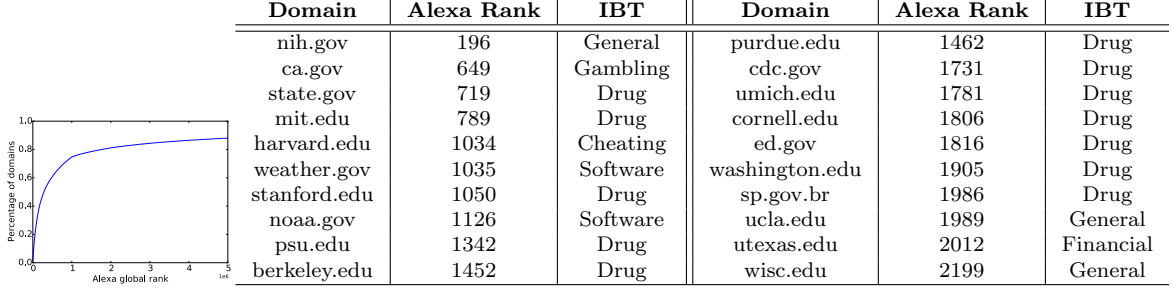 Domain Alexa Rank IBT Domain Alexa Rank IBT
nih.gov 196 General purdue.edu 1462 Drug
ca.gov 649 Gambling cdc.gov 1731 Drug
state.gov 719 Drug umich.edu 1781 Drug
mit.edu 789 Drug cornell.edu 1806 Drug
harvard.edu 1034 Cheating ed.gov 1816 Drug
weather.gov 1035 Software washington.edu 1905 Drug
stanford.edu 1050 Drug sp.gov.br 1986 Drug
noaa.gov 1126 Software ucla.edu 1989 General
psu.edu 1342 Drug utexas.edu 2012 Financial
berkeley.edu 1452 Drug wisc.edu 2199 General
Percentage of domains
1.0
0.8
0.6
0.4
0.2
0.0
0 1 2 3 4 5
1e6
Alexa global rank